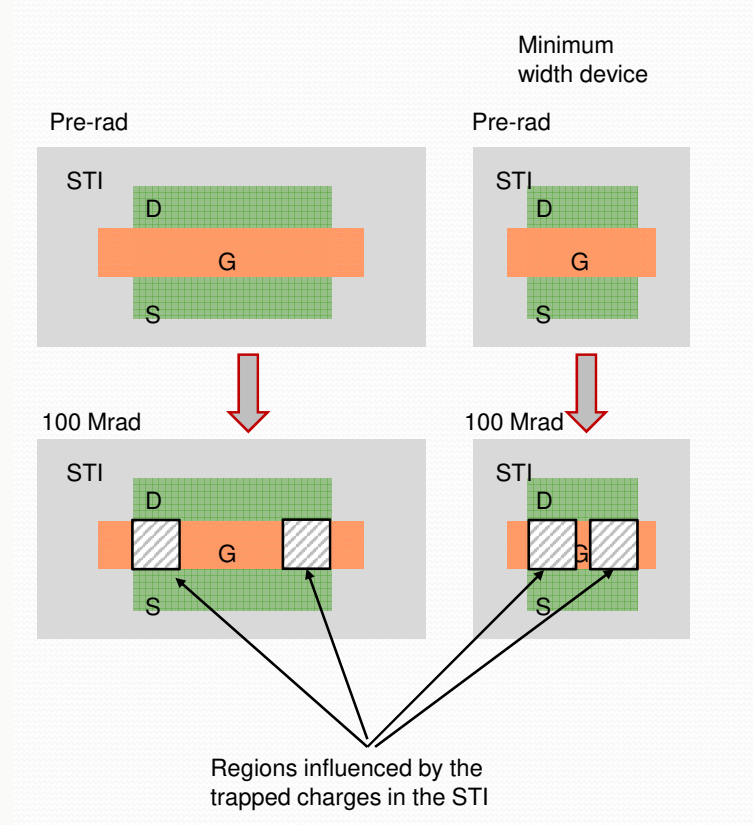 Minimum
width device
Pre-rad
Pre-rad
STI
D
G
S
STI
D
G
S
100 Mrad
100 Mrad
STI
D
G
S
STI
D
G
S
Regions influenced by the
trapped charges in the STI